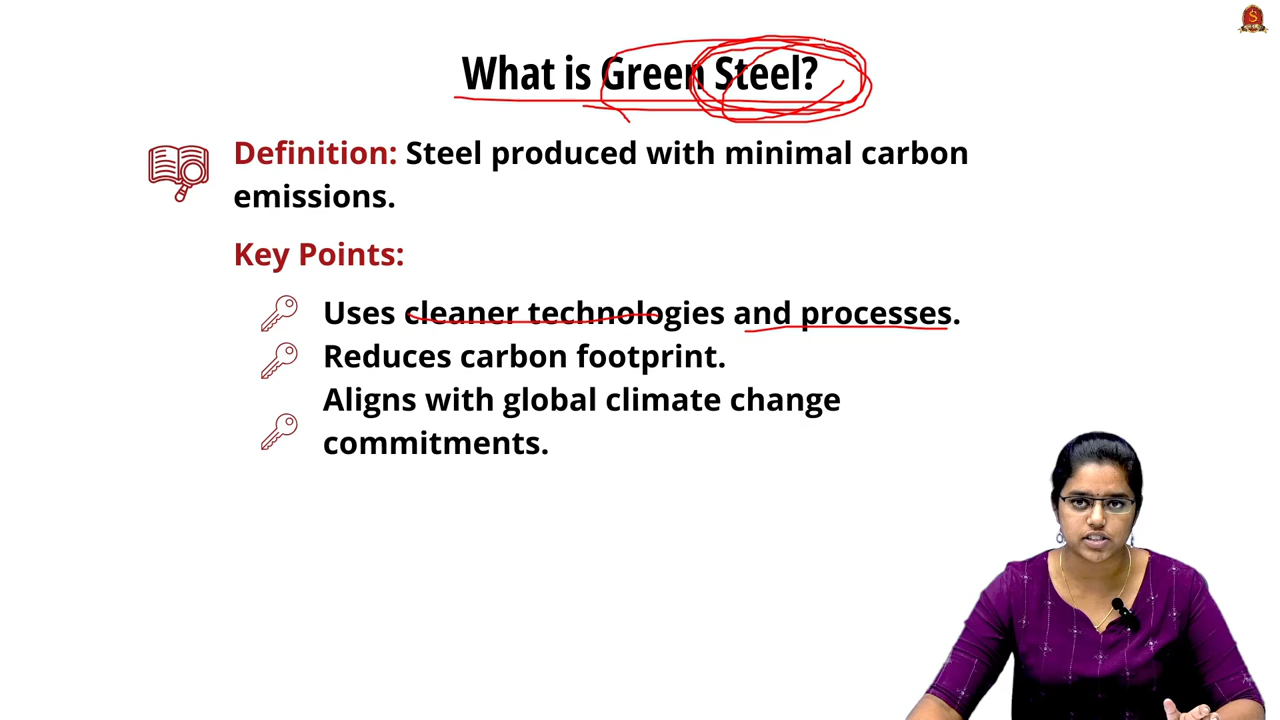 What is Green Steel?
Definition: Steel produced with minimal carbon
emissions.
Key Points:
Uses cleaner technologies and processes.
Reduces carbon footprint.
Aligns with global climate change
commitments.